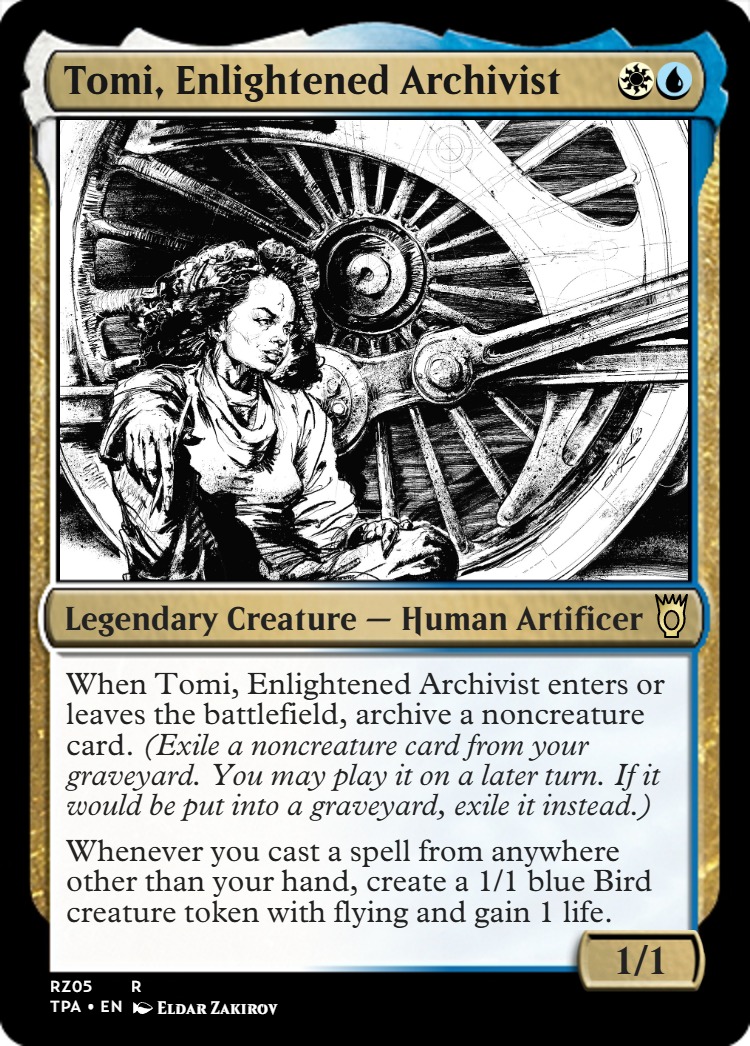 Tomi, Enlightened Archivist
Legendary Creature — Human Artificer
When Tomi, Enlightened Archivist enters or
leaves the battlefield, archive a noncreature
card. (Exile a noncreature card from your
graveyard. You may play it on a later turn. If it
would be put into a graveyard, exile it instead.)
Whenever you cast a spell from anywhere
other than your hand, create a 1/1 blue Bird
creature token with flying and gain 1 life.
1/1
RZ05 R
TPA • EN Eldar Zakirov